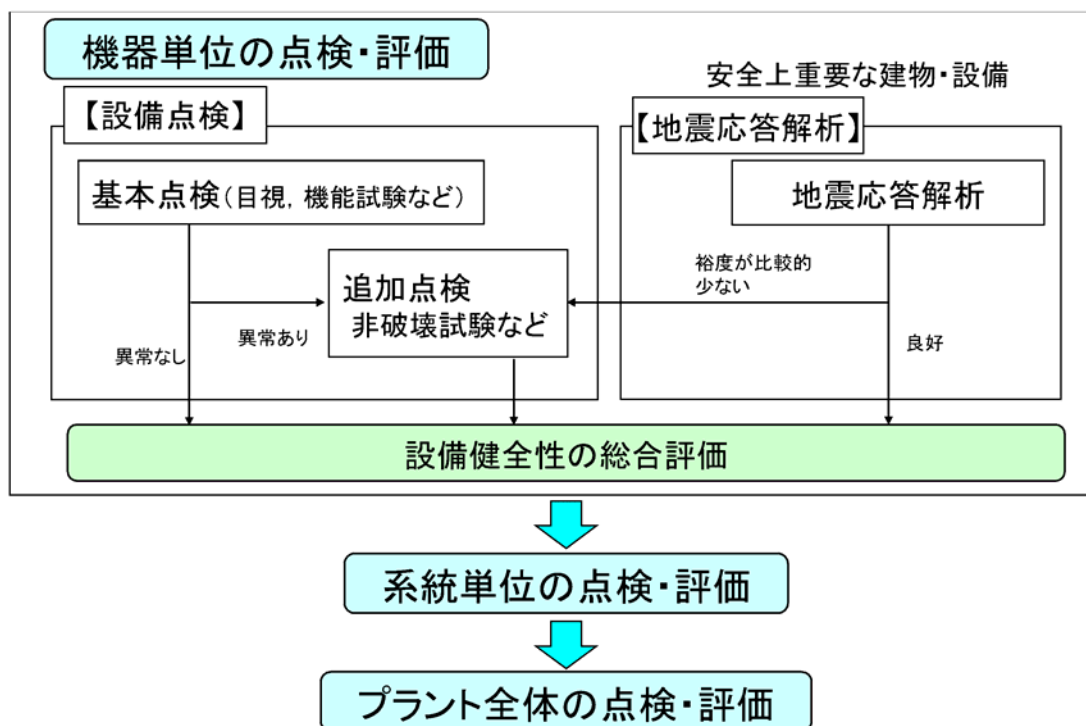 機器単位の点検・評価
安全上重要な建物・設備
【設備点検】
【地震応答解析】
基本点検（目視，機能試験など）
地震応答解析
裕度が比較的
少ない
追加点検
非破壊試験など
異常なし
異常あり
良好
設備健全性の総合評価
系統単位の点検・評価
プラント全体の点検・評価